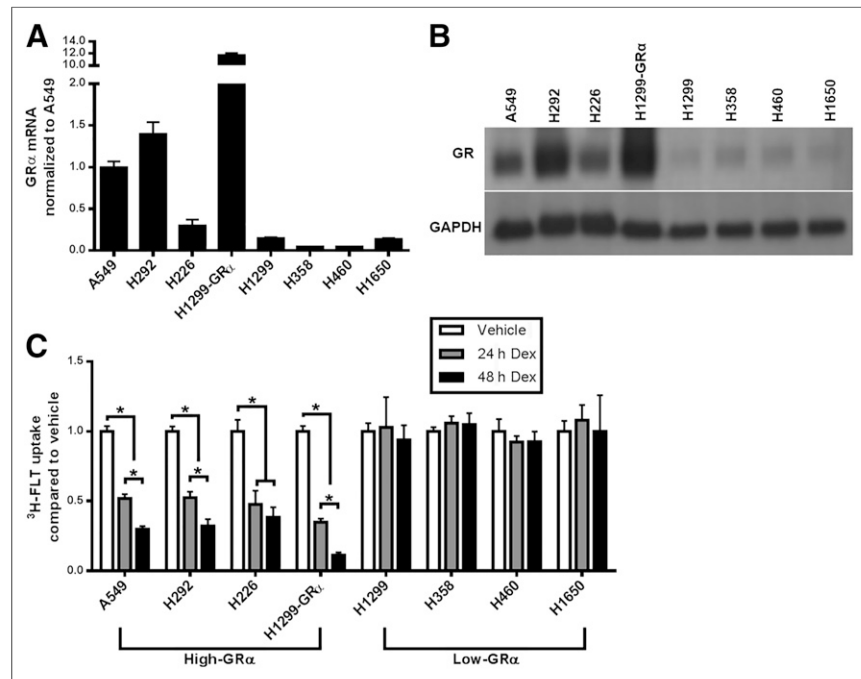 A
GRα mRNA
normalized to A549
12.0
10.0
2.0
1.5
1.0
0.5
0.0
A549
H292
H226
H1299-GRα
H1299
H358
H460
H1650
B
A549
H292
H226
H1299-GRα
H1299
H358
H460
H1650
GR
GAPDH
C
Vehicle
24 h Dex
48 h Dex
³H-FLT uptake
compared to vehicle
1.5
1.0
0.5
0.0
*
*
*
*
*
*
*
A549
H292
H226
H1299-GRα
H1299
H358
H460
H1650
High-GRα
Low-GRα